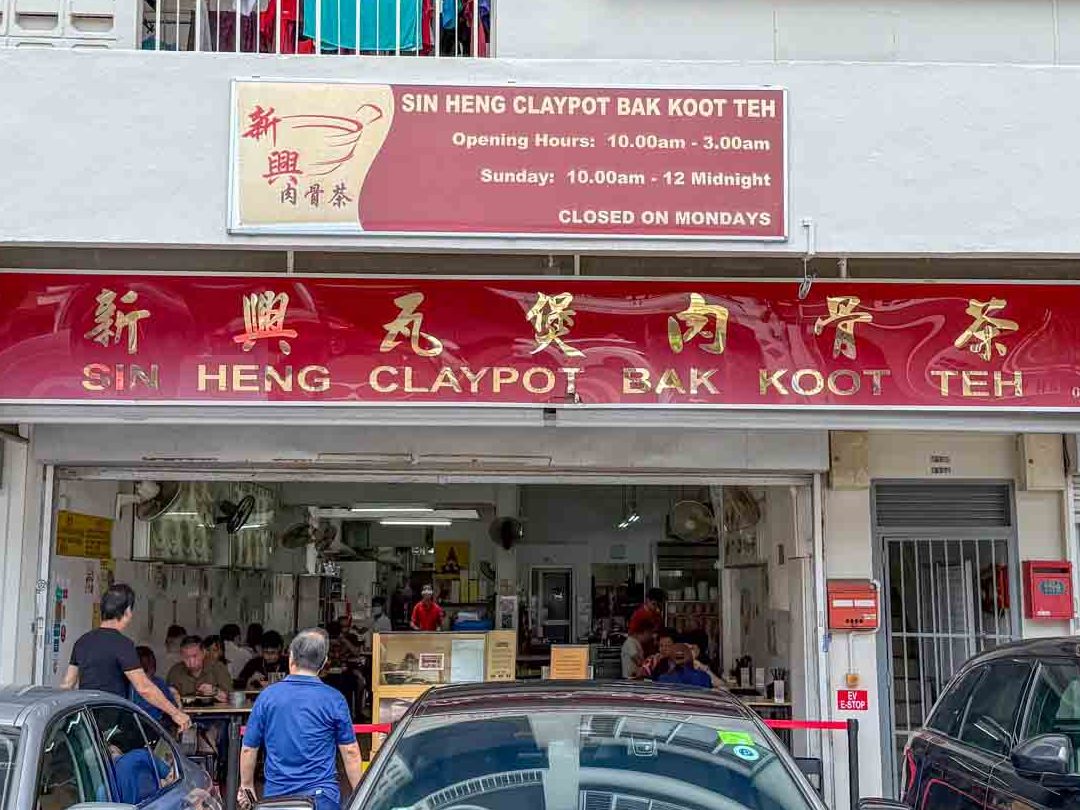 新
興
肉骨茶
SIN HENG CLAYPOT BAK KOOT TEH
Opening Hours: 10.00am - 3.00am
Sunday: 10.00am - 12 Midnight
CLOSED ON MONDAYS
新興瓦煲肉骨茶
SIN HENG CLAYPOT BAK KOOT TEH
EV
E-STOP